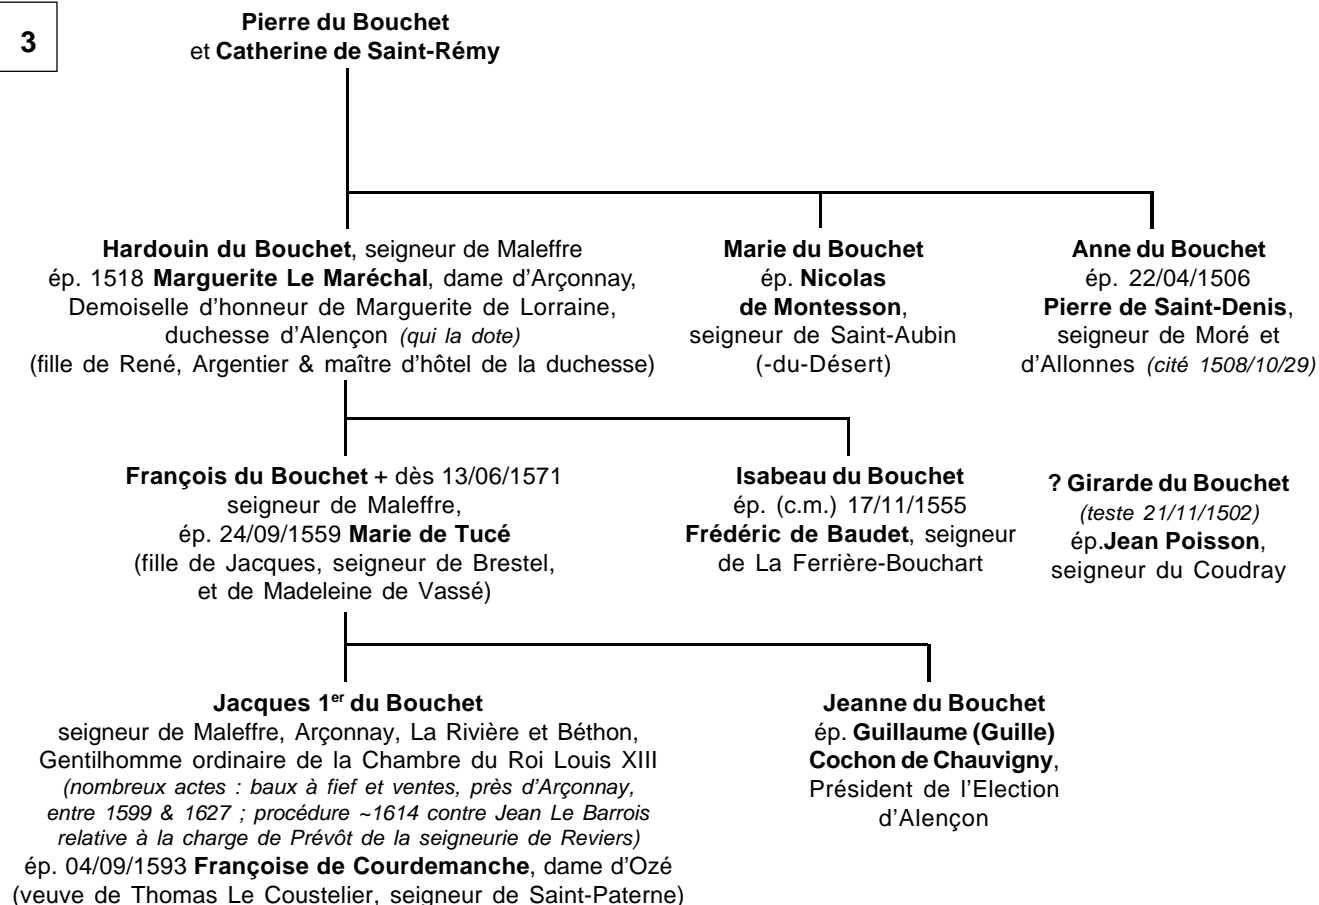 3
Pierre du Bouchet
et Catherine de Saint-Rémy
Hardouin du Bouchet, seigneur de Maleffre
ép. 1518 Marguerite Le Maréchal, dame d'Arçonnay,
Demoiselle d'honneur de Marguerite de Lorraine,
duchesse d'Alençon (qui la dote)
(fille de René, Argentier & maître d'hôtel de la duchesse)
Marie du Bouchet
ép. Nicolas
de Montesson,
seigneur de Saint-Aubin
(-du-Désert)
Anne du Bouchet
ép. 22/04/1506
Pierre de Saint-Denis,
seigneur de Moré et
d'Allonnes (cité 1508/10/29)
François du Bouchet + dès 13/06/1571
seigneur de Maleffre,
ép. 24/09/1559 Marie de Tucé
(fille de Jacques, seigneur de Brestel,
et de Madeleine de Vassé)
Isabeau du Bouchet
ép. (c.m.) 17/11/1555
Frédéric de Baudet, seigneur
de La Ferrière-Bouchart
? Girarde du Bouchet
(teste 21/11/1502)
ép.Jean Poisson,
seigneur du Coudray
Jacques 1er du Bouchet
seigneur de Maleffre, Arçonnay, La Rivière et Béthon,
Gentilhomme ordinaire de la Chambre du Roi Louis XIII
(nombreux actes : baux à fief et ventes, près d'Arçonnay,
entre 1599 & 1627 ; procédure ~1614 contre Jean Le Barrois
relative à la charge de Prévôt de la seigneurie de Reviers)
ép. 04/09/1593 Françoise de Courdemanche, dame d'Ozé
(veuve de Thomas Le Coustelier, seigneur de Saint-Paterne)
Jeanne du Bouchet
ép. Guillaume (Guille)
Cochon de Chauvigny,
Président de l'Election
d'Alençon